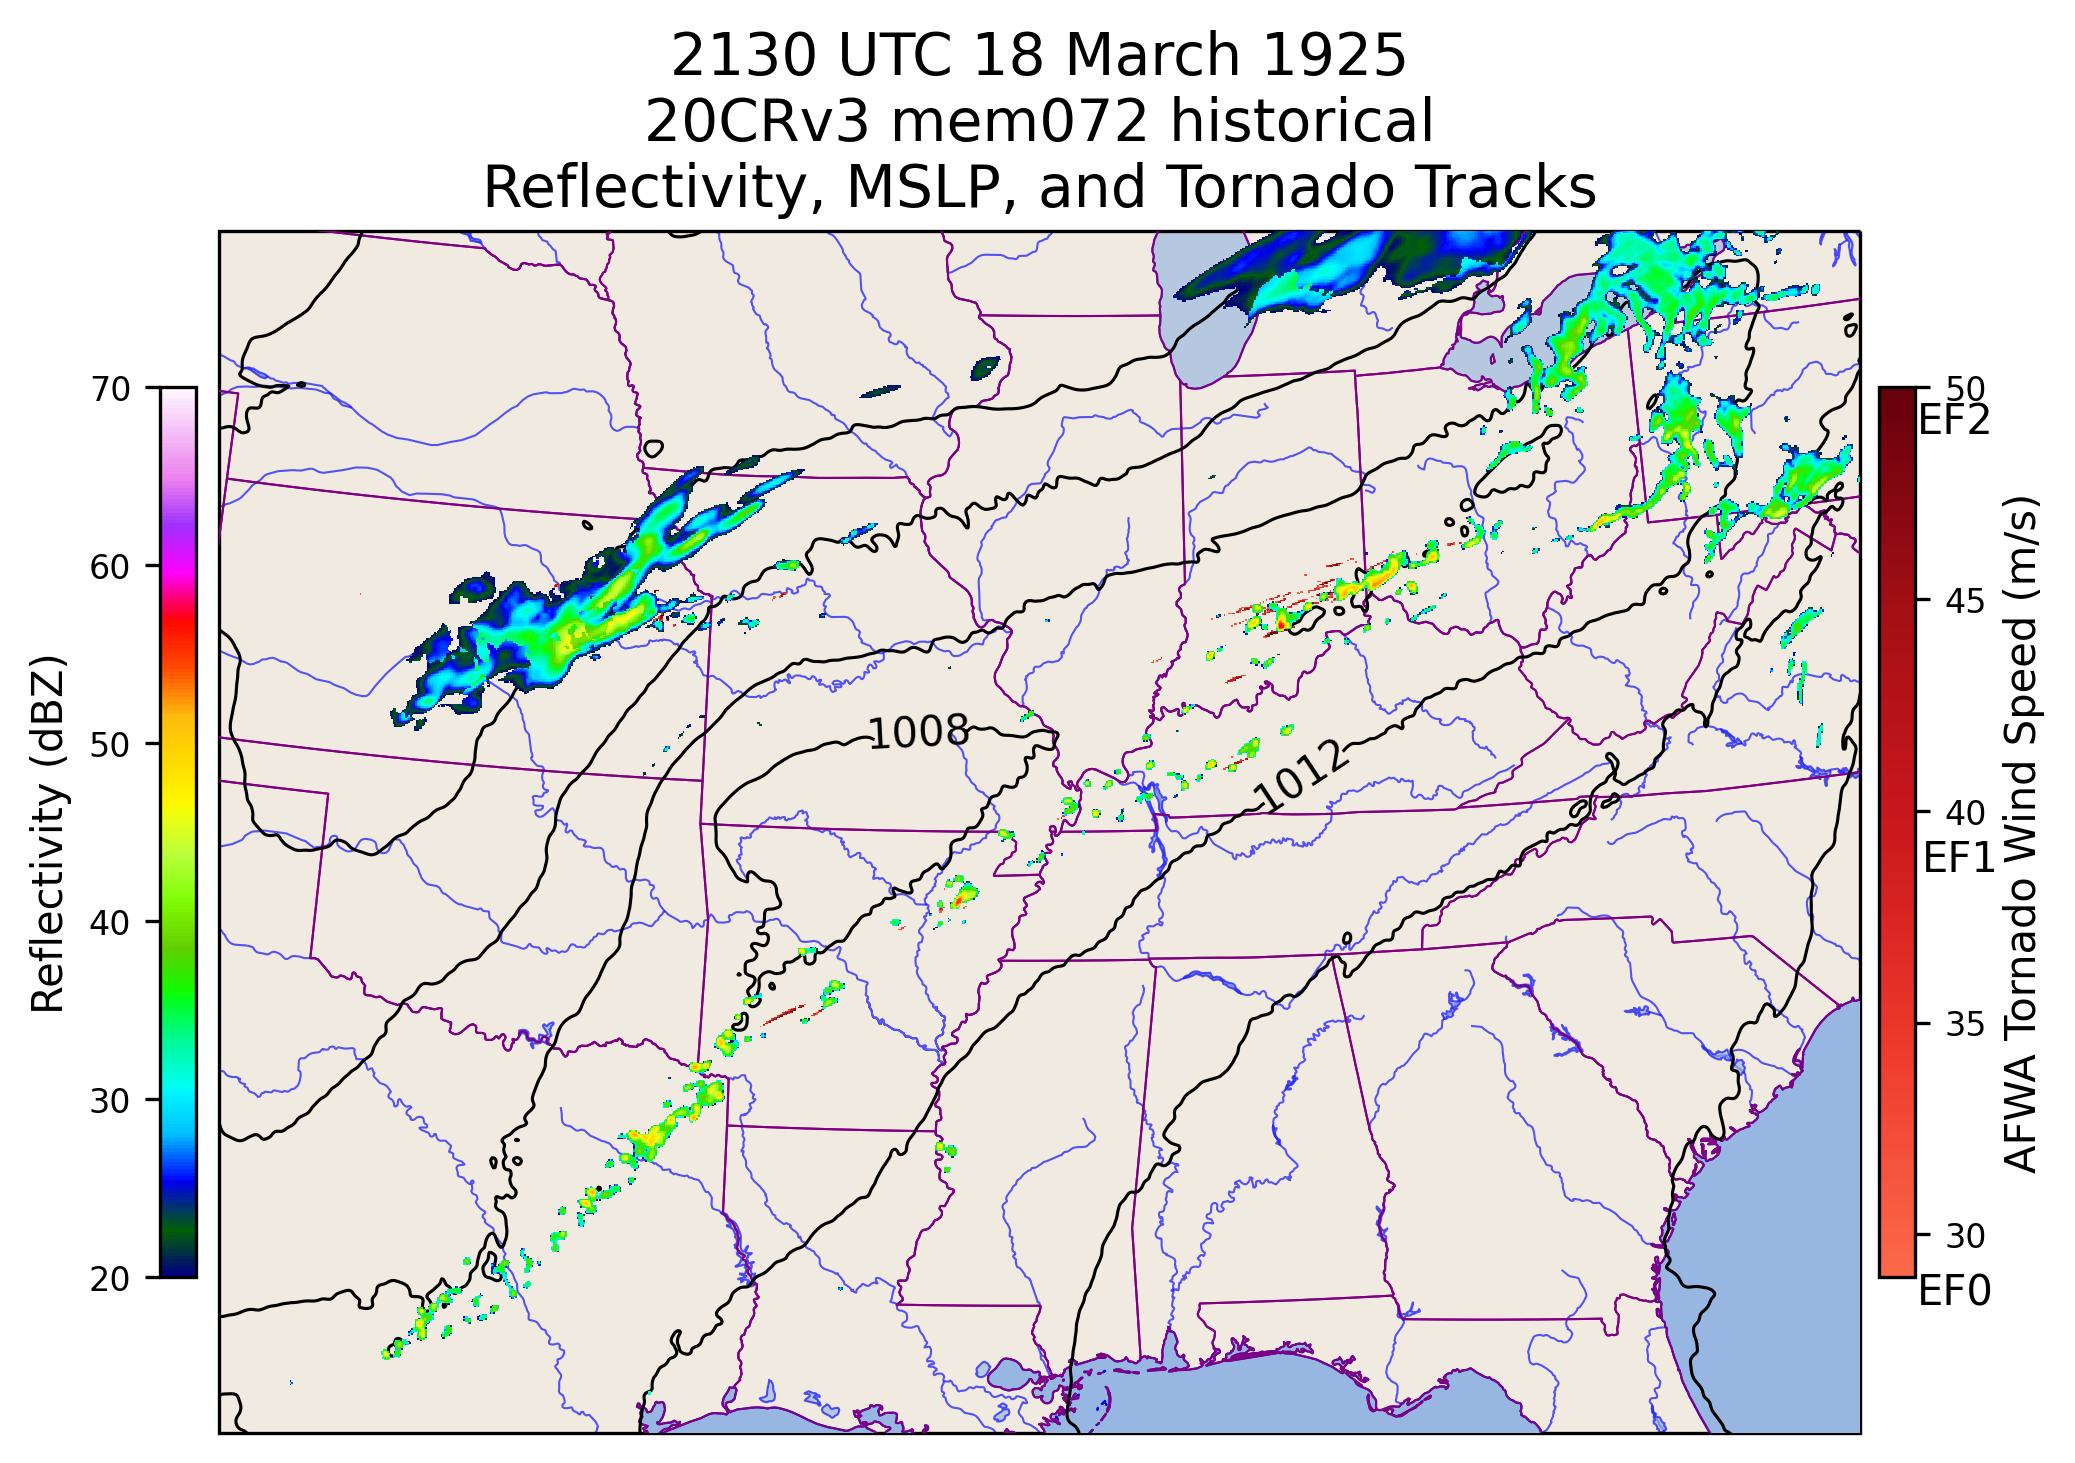 2130 UTC 18 March 1925
20CRv3 mem072 historical
Reflectivity, MSLP, and Tornado Tracks
Reflectivity (dBZ)
70
60
50
40
30
20
1008
1012
50
EF2
45
40
EF1
35
30
EF0
AFWA Tornado Wind Speed (m/s)